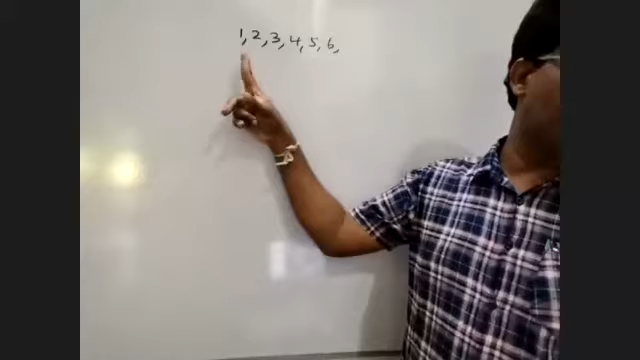 1, 2, 3, 4, 5, 6,